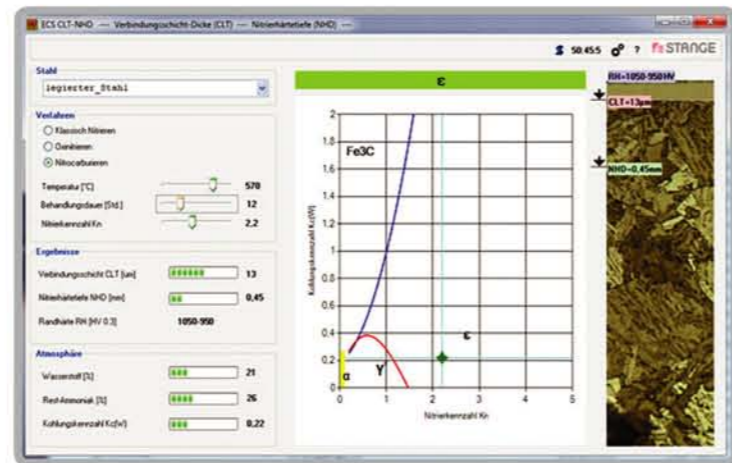 ECS CLT-NHD --- Verbindungsschicht-Dicke (CLT) --- Nitrierhärtetiefe (NHD) ---
50:45:5 ? STANGE
Stahl
legierter_Stahl
Verfahren
Klassisch Nitrieren
Oxinitrieren
Nitrocarburieren
Temperatur [°C] 570
Behandlungsdauer [Std.] 12
Nitrierkennzahl Kn 2,2
Ergebnisse
Verbindungsschicht CLT [um] 13
Nitrierhärtetiefe NHD [mm] 0,45
Randhärte RH [HV 0.3] 1050-950
Atmosphäre
Wasserstoff [%] 21
Rest-Ammoniak [%] 26
Kohlungskennzahl Kc(W) 0,22
ε
2
1.8
1.6
1.4
1.2
1
0.8
0.6
0.4
0.2
0
Kohlungskennzahl Kc(W)
Fe3C
ε
γ'
α
0 1 2 3 4 5
Nitrierkennzahl Kn
RH=1050-950HV
CLT=13µm
NHD=0,45mm